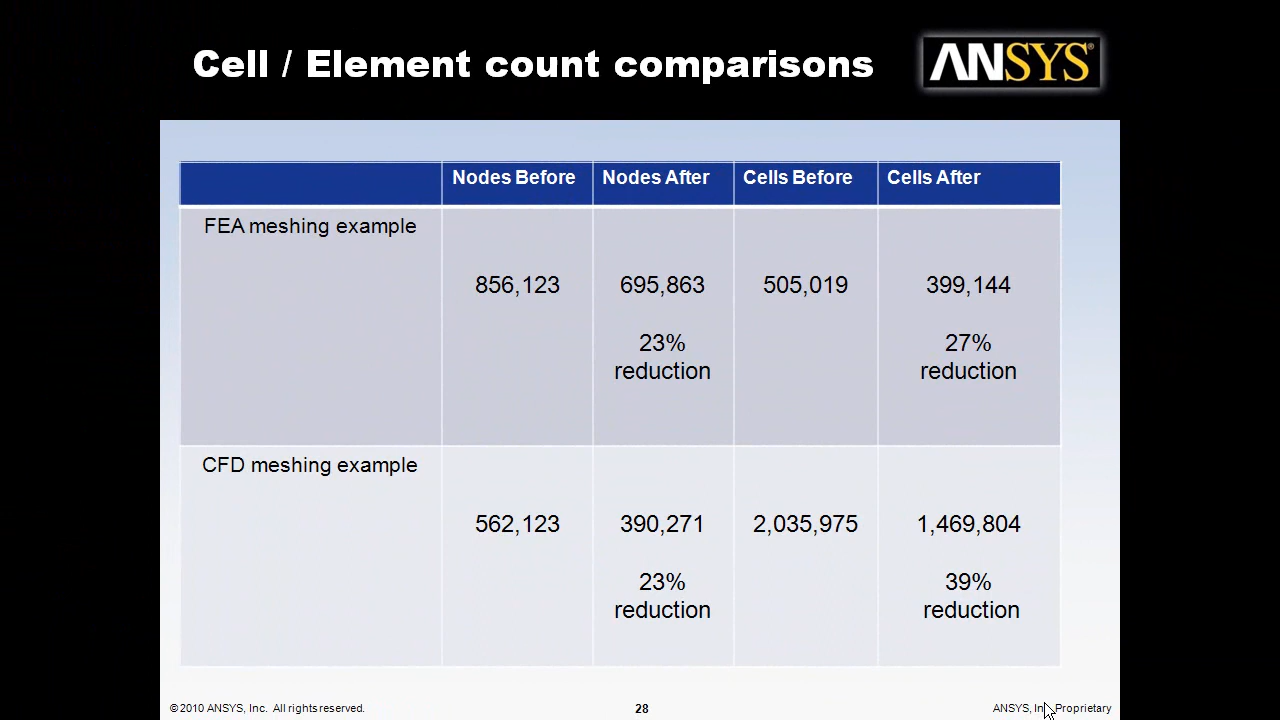 Cell / Element count comparisons
ANSYS®
Nodes Before Nodes After Cells Before Cells After
FEA meshing example
856,123 695,863 505,019 399,144
23% 27%
reduction reduction
CFD meshing example
562,123 390,271 2,035,975 1,469,804
23% 39%
reduction reduction
© 2010 ANSYS, Inc. All rights reserved. 28 ANSYS, In Proprietary